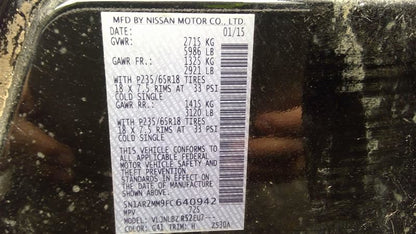 MFD BY NISSAN MOTOR CO., LTD.
DATE: 01/15
GVWR: 2715 KG
5986 LB
GAWR FR.: 1325 KG
2921 LB
WITH P235/65R18 TIRES
18 X 7.5 RIMS AT 33 PSI
COLD SINGLE
GAWR RR.: 1415 KG
3120 LB
WITH P235/65R18 TIRES
18 X 7.5 RIMS AT 33 PSI
COLD SINGLE
THIS VEHICLE CONFORMS TO ALL
APPLICABLE FEDERAL MOTOR VEHICLE
SAFETY STANDARDS IN EFFECT ON THE
DATE OF MANUFACTURE SHOWN ABOVE.
5N1AR2MM9FC640942
MPV
COLOR: G41 TRIM: H